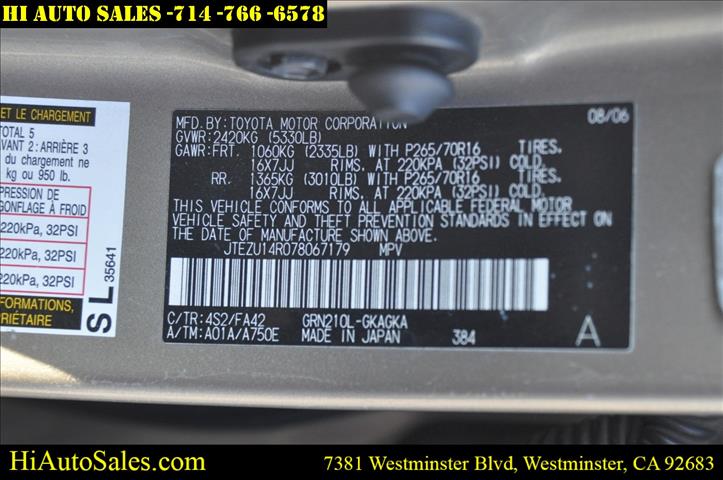 HI AUTO SALES -714 -766 -6578
ET LE CHARGEMENT
TOTAL 5
AVANT 2: ARRIÈRE 3
du chargement ne
kg ou 950 lb.
PRESSION DE
GONFLAGE À FROID
220kPa, 32PSI
220kPa, 32PSI
220kPa, 32PSI
FORMATIONS,
PRIÉTAIRE
SL 35641
MFD.BY:TOYOTA MOTOR CORPORATION 08/06
GVWR:2420KG (5330LB)
GAWR:FRT. 1060KG (2335LB) WITH P265/70R16 TIRES.
16X7JJ RIMS. AT 220KPA (32PSI) COLD.
RR. 1365KG (3010LB) WITH P265/70R16 TIRES.
16X7JJ RIMS. AT 220KPA (32PSI) COLD.
THIS VEHICLE CONFORMS TO ALL APPLICABLE FEDERAL MOTOR
VEHICLE SAFETY AND THEFT PREVENTION STANDARDS IN EFFECT ON
THE DATE OF MANUFACTURE SHOWN ABOVE.
JTEZU14R078067179 MPV
C/TR:4S2/FA42 GRN210L-GKAGKA
A/TM:A01A/A750E MADE IN JAPAN 384 A
HiAutoSales.com 7381 Westminster Blvd, Westminster, CA 92683